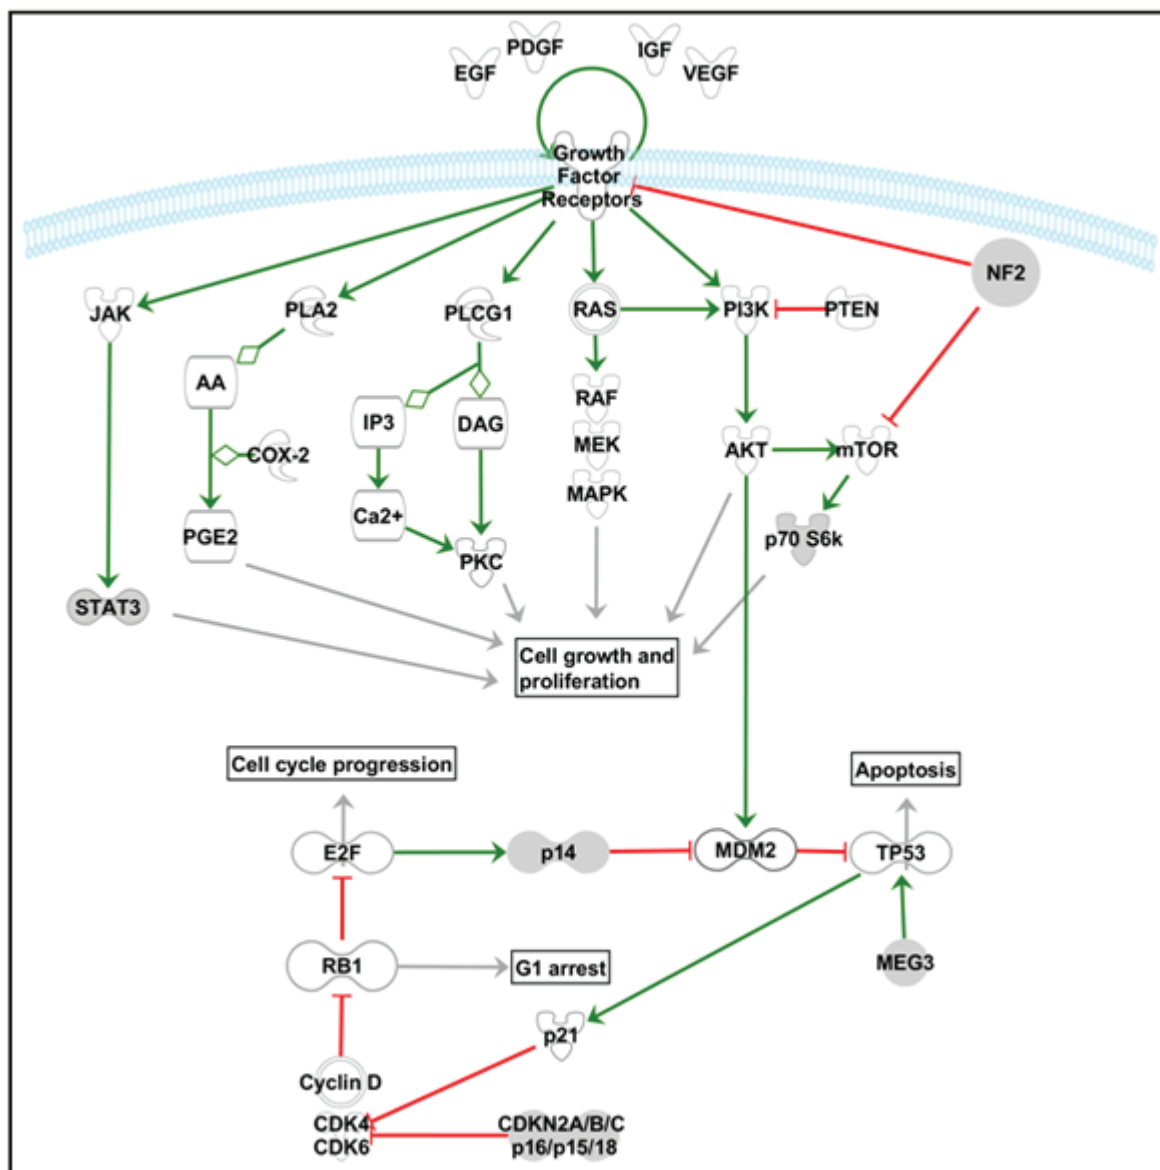 PDGF
IGF
EGF
VEGF
Growth
Factor
Receptors
NF2
JAK
PLA2
PLCG1
RAS
PI3K
PTEN
AA
RAF
IP3
DAG
MEK
AKT
mTOR
COX-2
MAPK
Ca2+
PGE2
p70 S6k
PKC
STAT3
Cell growth and
proliferation
Cell cycle progression
Apoptosis
E2F
p14
MDM2
TP53
RB1
G1 arrest
MEG3
p21
Cyclin D
CDK4
CDK6
CDKN2A/B/C
p16/p15/18